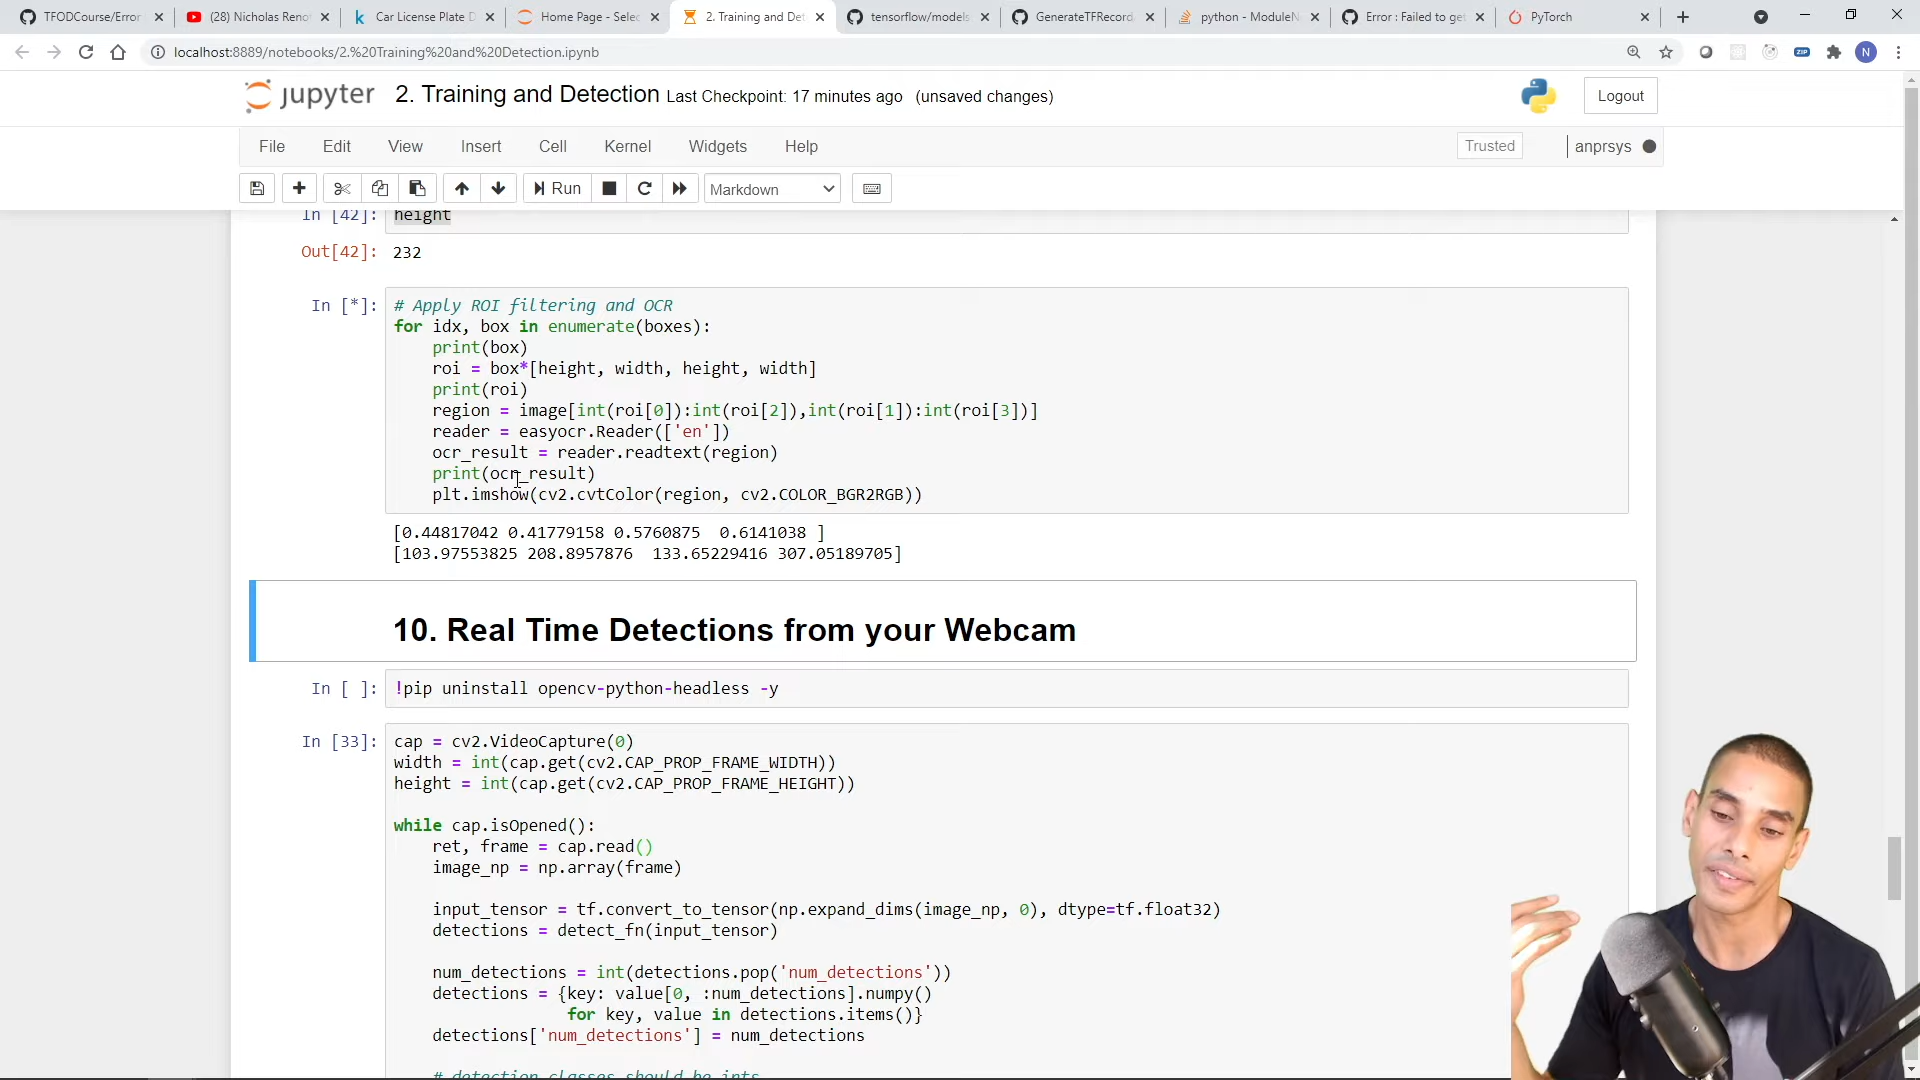 TFODCourse/Error
(28) Nicholas Reno
Car License Plate D
Home Page - Selec
2. Training and Det
tensorflow/models
GenerateTFRecord
python - ModuleN
Error : Failed to get
PyTorch
localhost:8889/notebooks/2.%20Training%20and%20Detection.ipynb
ZIP
N
jupyter 2. Training and Detection Last Checkpoint: 17 minutes ago (unsaved changes)
Logout
File Edit View Insert Cell Kernel Widgets Help
Trusted
anprsys
Run
Markdown
In [42]: height
Out[42]: 232
In [*]: # Apply ROI filtering and OCR
for idx, box in enumerate(boxes):
print(box)
roi = box*[height, width, height, width]
print(roi)
region = image[int(roi[0]):int(roi[2]),int(roi[1]):int(roi[3])]
reader = easyocr.Reader(['en'])
ocr_result = reader.readtext(region)
print(ocr_result)
plt.imshow(cv2.cvtColor(region, cv2.COLOR_BGR2RGB))
[0.44817042 0.41779158 0.5760875  0.6141038 ]
[103.97553825 208.8957876  133.65229416 307.05189705]
10. Real Time Detections from your Webcam
In [ ]: !pip uninstall opencv-python-headless -y
In [33]: cap = cv2.VideoCapture(0)
width = int(cap.get(cv2.CAP_PROP_FRAME_WIDTH))
height = int(cap.get(cv2.CAP_PROP_FRAME_HEIGHT))
while cap.isOpened():
ret, frame = cap.read()
image_np = np.array(frame)
input_tensor = tf.convert_to_tensor(np.expand_dims(image_np, 0), dtype=tf.float32)
detections = detect_fn(input_tensor)
num_detections = int(detections.pop('num_detections'))
detections = {key: value[0, :num_detections].numpy()
for key, value in detections.items()}
detections['num_detections'] = num_detections
# detection_classes should be ints.